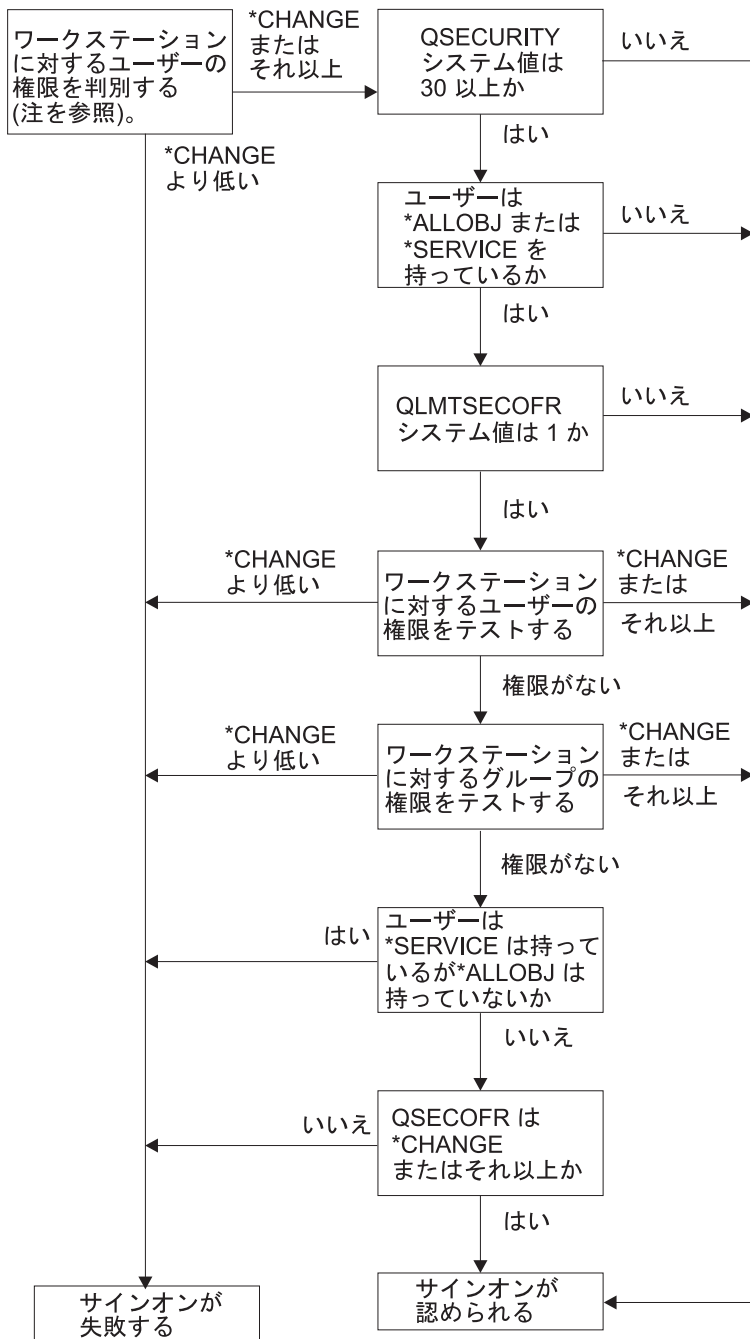 ワークステーション
に対するユーザーの
権限を判別する
(注を参照)。
*CHANGE
または
それ以上
QSECURITY
システム値は
30 以上か
いいえ
*CHANGE
より低い
はい
ユーザーは
*ALLOBJ または
*SERVICE を
持っているか
いいえ
はい
QLMTSECOFR
システム値は 1 か
いいえ
はい
*CHANGE
より低い
ワークステーション
に対するユーザーの
権限をテストする
*CHANGE
または
それ以上
権限がない
*CHANGE
より低い
ワークステーション
に対するグループの
権限をテストする
*CHANGE
または
それ以上
権限がない
はい
ユーザーは
*SERVICE は持って
いるが*ALLOBJ は
持っていないか
いいえ
いいえ
QSECOFR は
*CHANGE
またはそれ以上か
はい
サインオンが
失敗する
サインオンが
認められる